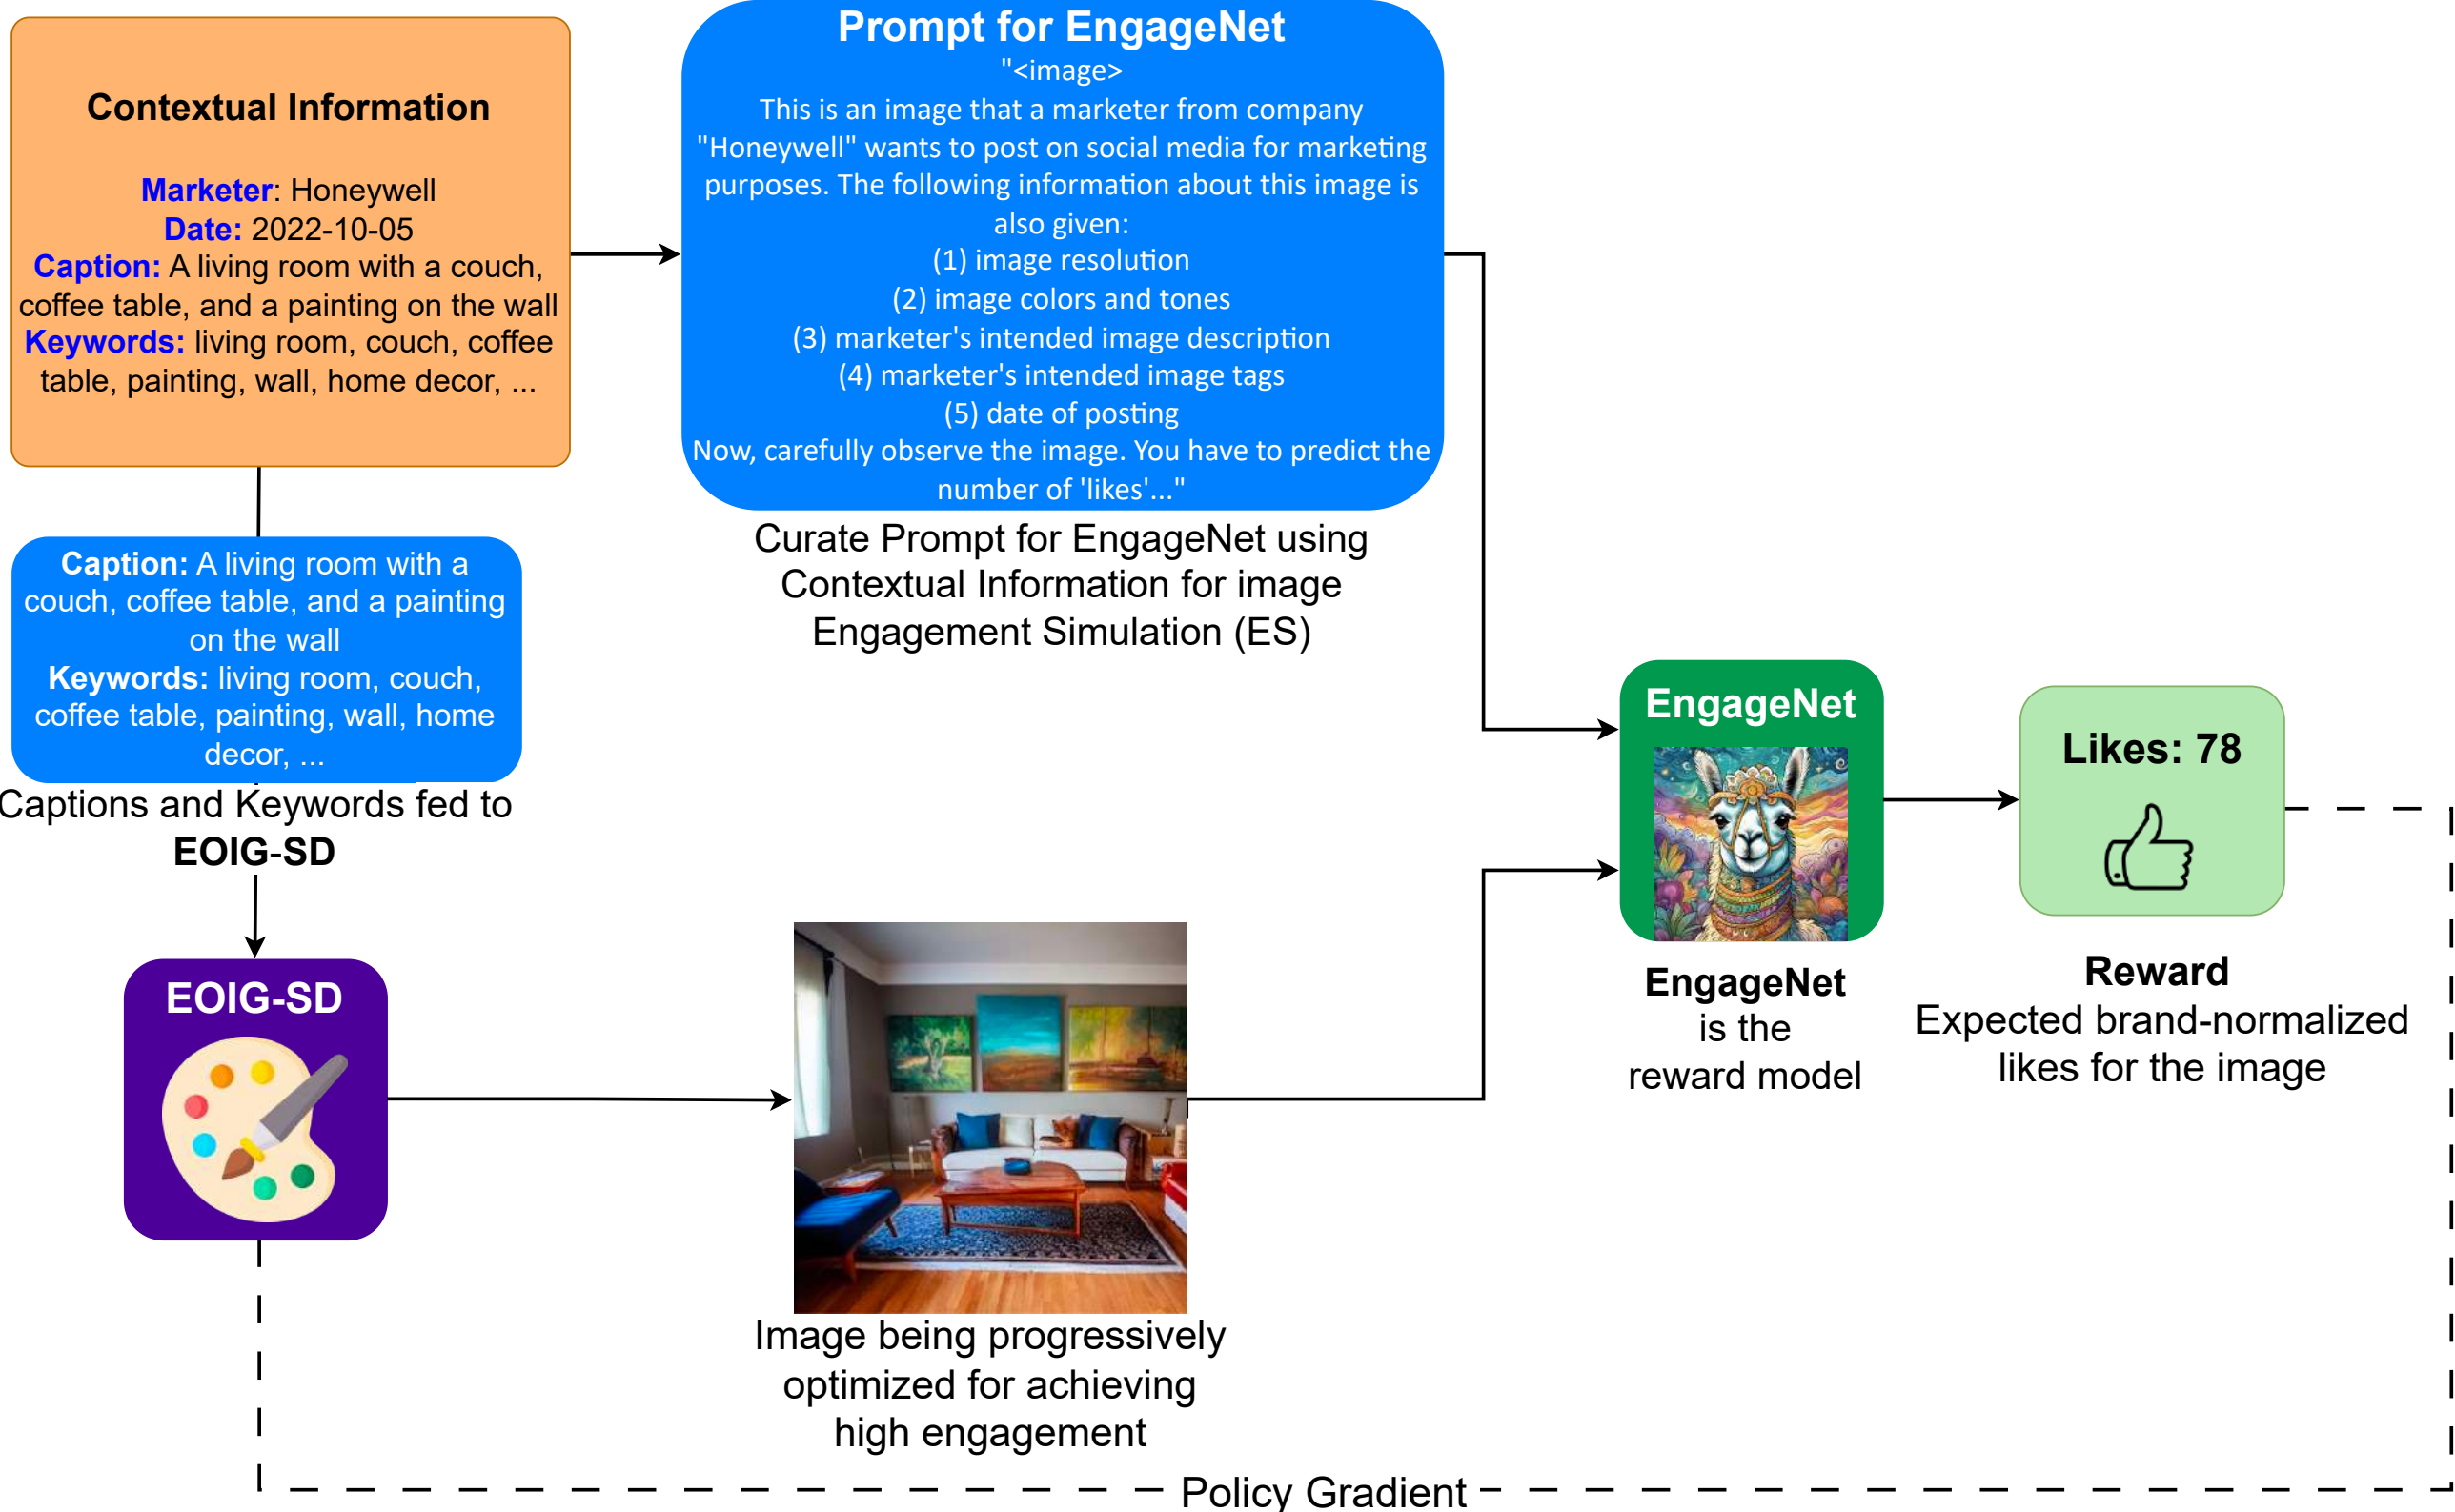 Contextual Information
Marketer: Honeywell
Date: 2022-10-05
Caption: A living room with a couch,
coffee table, and a painting on the wall
Keywords: living room, couch, coffee
table, painting, wall, home decor, ...
Prompt for EngageNet
"<image>
This is an image that a marketer from company
"Honeywell" wants to post on social media for marketing
purposes. The following information about this image is
also given:
(1) image resolution
(2) image colors and tones
(3) marketer's intended image description
(4) marketer's intended image tags
(5) date of posting
Now, carefully observe the image. You have to predict the
number of 'likes'..."
Curate Prompt for EngageNet using
Contextual Information for image
Engagement Simulation (ES)
Caption: A living room with a
couch, coffee table, and a painting
on the wall
Keywords: living room, couch,
coffee table, painting, wall, home
decor, ...
Captions and Keywords fed to
EOIG-SD
EOIG-SD
Image being progressively
optimized for achieving
high engagement
EngageNet
EngageNet
is the
reward model
Likes: 78
Reward
Expected brand-normalized
likes for the image
Policy Gradient